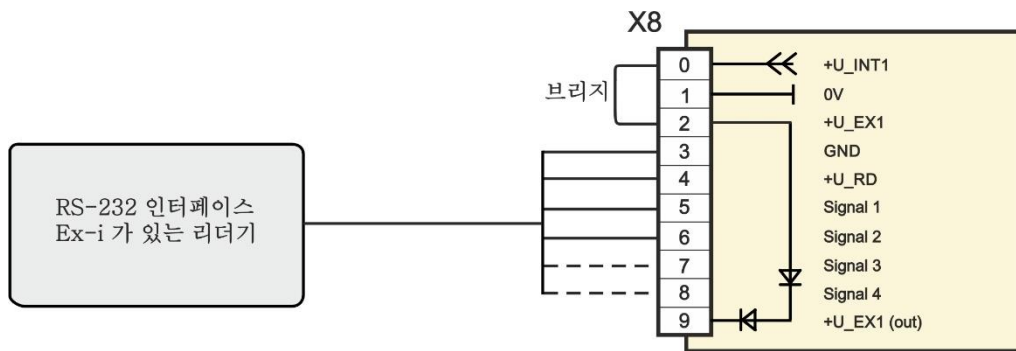 X8
0 +U_INT1
브리지 1 0V
2 +U_EX1
3 GND
4 +U_RD
RS-232 인터페이스 5 Signal 1
Ex-i 가 있는 리더기 6 Signal 2
7 Signal 3
8 Signal 4
9 +U_EX1 (out)